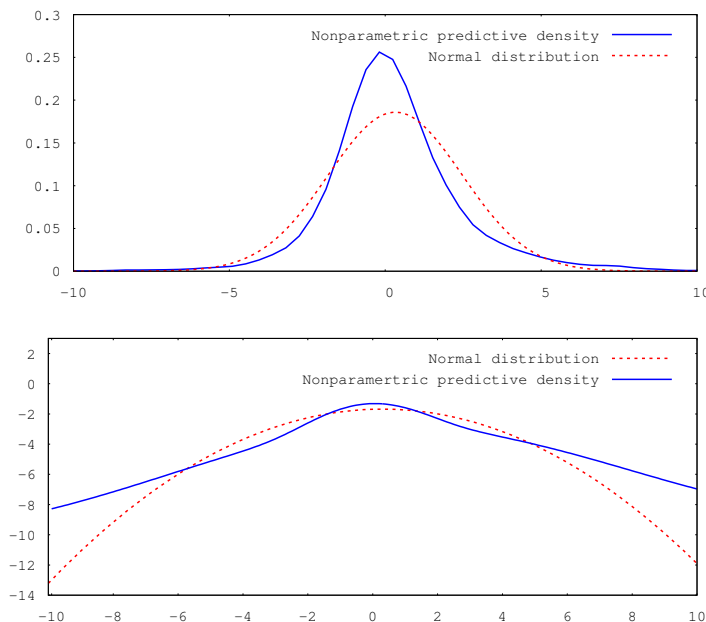 0.3
Nonparametric predictive density
Normal distribution
0.25
0.2
0.15
0.1
0.05
0
-10 -5 0 5 10
2
Normal distribution
0
Nonparamertric predictive density
-2
-4
-6
-8
-10
-12
-14
-10 -8 -6 -4 -2 0 2 4 6 8 10